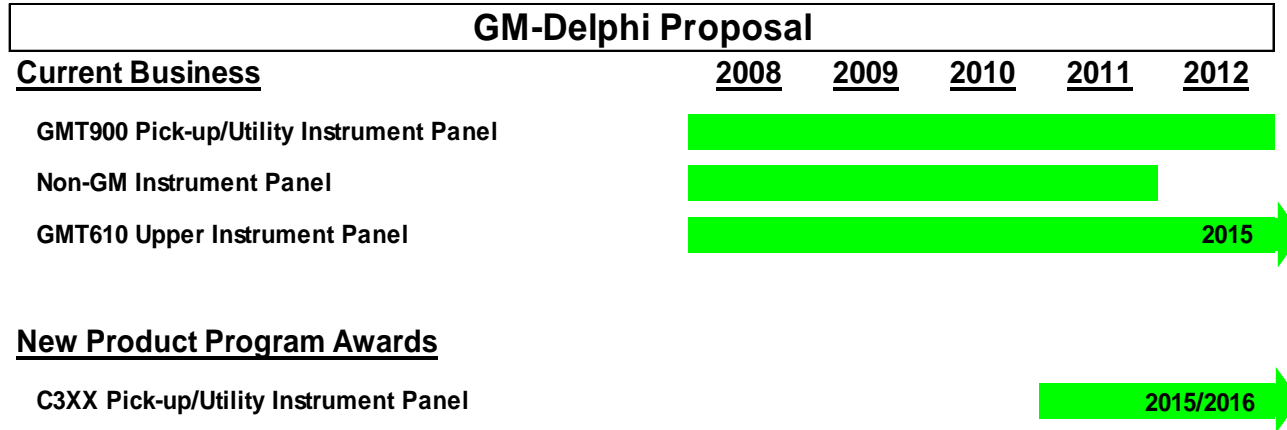 GM-Delphi Proposal
Current Business 2008 2009 2010 2011 2012
GMT900 Pick-up/Utility Instrument Panel
Non-GM Instrument Panel
GMT610 Upper Instrument Panel 2015
New Product Program Awards
C3XX Pick-up/Utility Instrument Panel 2015/2016